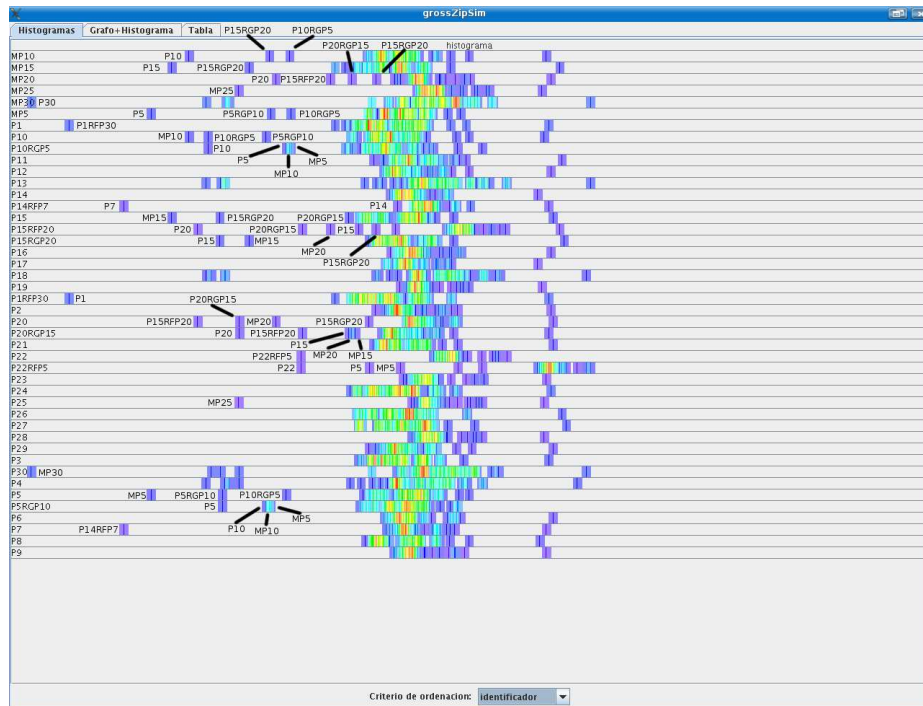 grossZipSim
Histogramas Grafo+Histograma Tabla P15RGP20 P10RGP5
P20RGP15 P15RGP20 histograma
MP10 P10
MP15 P15 P15RGP20
MP20 P20 P15RFP20
MP25 MP25
MP30 P30
MP5 P5 P5RGP10 P10RGP5
P1 P1RFP30
P10 MP10 P10RGP5 P5RGP10
P10RGP5 P10
P5 MP5
P11
MP10
P12
P13
P14
P14RFP7 P7 P14
P15 MP15 P15RGP20 P20RGP15
P15RFP20 P20 P20RGP15 P15
P15RGP20 P15 MP15
MP20
P16
P15RGP20
P17
P18
P19
P1RFP30 P1 P20RGP15
P2
P20 P15RFP20 MP20 P15RGP20
P20RGP15 P20 P15RFP20
P21 P15
MP20 MP15
P22 P22RFP5
P22RFP5 P22 P5 MP5
P23
P24
P25 MP25
P26
P27
P28
P29
P3
P30 MP30
P4
P5 MP5 P5RGP10 P10RGP5
P5RGP10 P5
P6 MP5
P7 P14RFP7 P10 MP10
P8
P9
Criterio de ordenacion: identificador